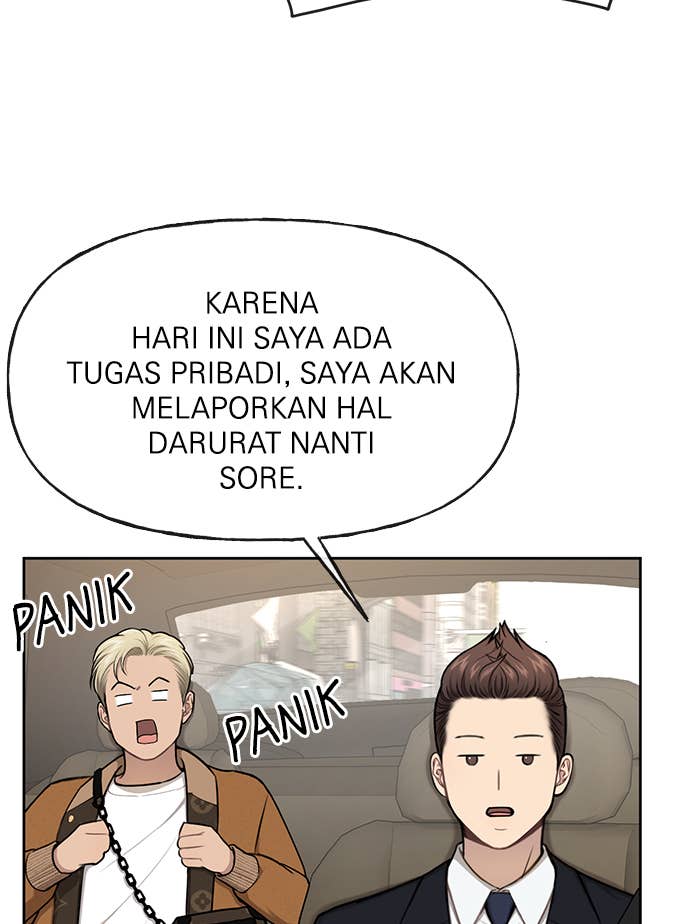 KARENA
HARI INI SAYA ADA
TUGAS PRIBADI, SAYA AKAN
MELAPORKAN HAL
DARURAT NANTI
SORE.
PANIK
PANIK